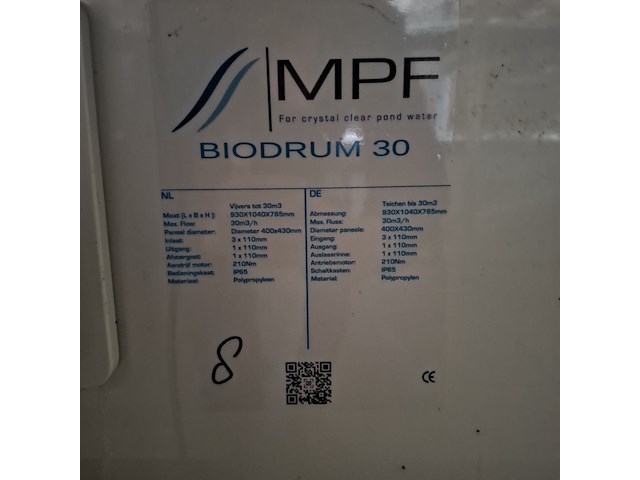 MPF
For crystal clear pond water
BIODRUM 30
NL
Vijvers tot 30m3
Maat (L x B x H): 930X1040X765mm
Max. Flow: 30m3/h
Paneel diameter: Diameter 400x430mm
Inlaat: 3 x 110mm
Uitgang: 1 x 110mm
Afvoergoot: 1 x 110mm
Aandrijf motor: 210Nm
Bedieningskast: IP65
Materiaal: Polypropyleen
DE
Teichen bis 30m3
Abmessung: 930X1040X765mm
Max. Fluss: 30m3/h
Diameter panele: 400X430mm
Eingang: 3 x 110mm
Ausgang: 1 x 110mm
Auslasserinne: 1 x 110mm
Antriebsmotor: 210Nm
Schaltkasten: IP65
Material: Polypropylen
8
CE